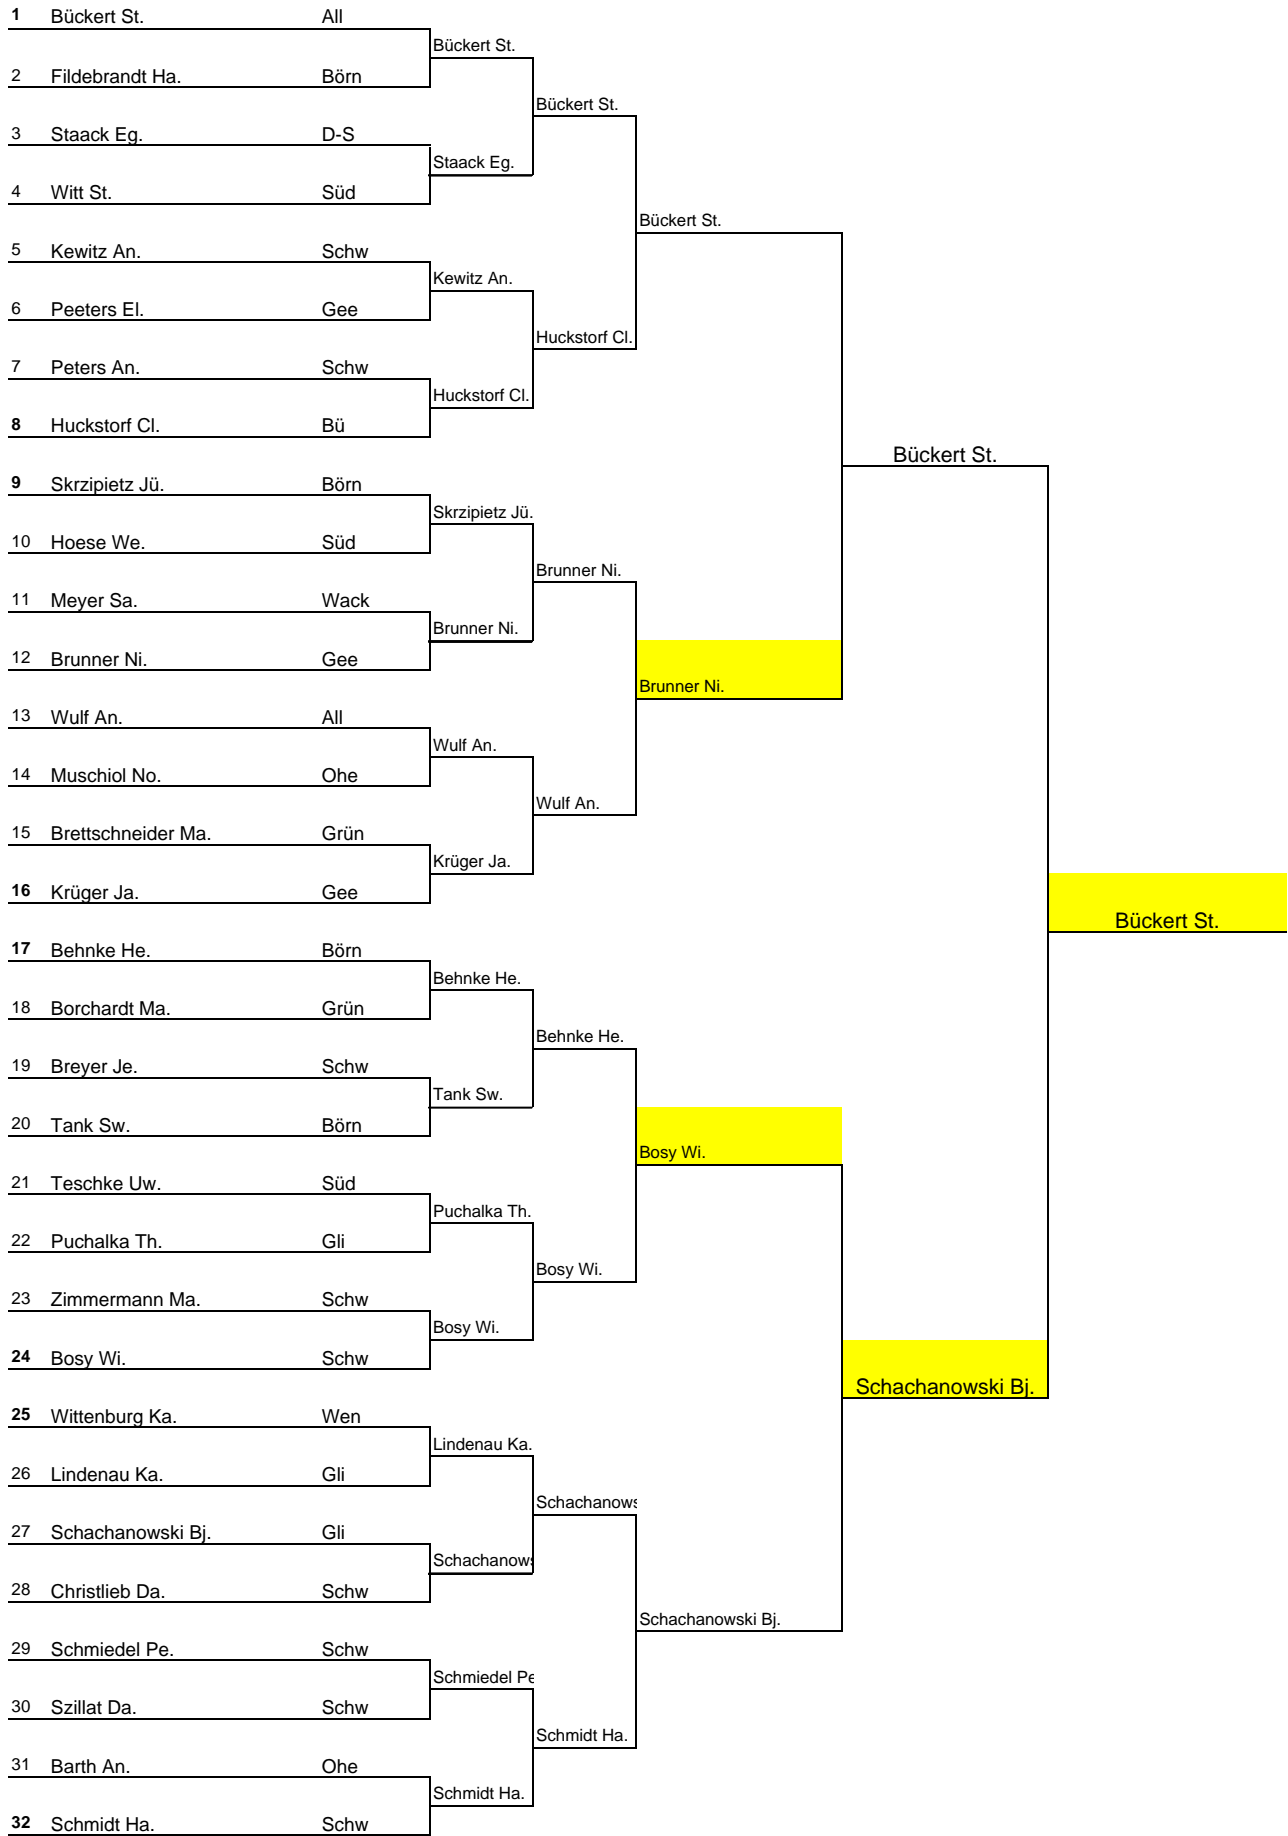 1 Bückert St. All
Bückert St.
2 Fildebrandt Ha. Börn
Bückert St.
3 Staack Eg. D-S
Staack Eg.
4 Witt St. Süd
Bückert St.
5 Kewitz An. Schw
Kewitz An.
6 Peeters El. Gee
Huckstorf Cl.
7 Peters An. Schw
Huckstorf Cl.
8 Huckstorf Cl. Bü
Bückert St.
9 Skrzipietz Jü. Börn
Skrzipietz Jü.
10 Hoese We. Süd
Brunner Ni.
11 Meyer Sa. Wack
Brunner Ni.
12 Brunner Ni. Gee
Brunner Ni.
13 Wulf An. All
Wulf An.
14 Muschiol No. Ohe
Wulf An.
15 Brettschneider Ma. Grün
Krüger Ja.
16 Krüger Ja. Gee
Bückert St.
17 Behnke He. Börn
Behnke He.
18 Borchardt Ma. Grün
Behnke He.
19 Breyer Je. Schw
Tank Sw.
20 Tank Sw. Börn
Bosy Wi.
21 Teschke Uw. Süd
Puchalka Th.
22 Puchalka Th. Gli
Bosy Wi.
23 Zimmermann Ma. Schw
Bosy Wi.
24 Bosy Wi. Schw
Schachanowski Bj.
25 Wittenburg Ka. Wen
Lindenau Ka.
26 Lindenau Ka. Gli
Schachanows
27 Schachanowski Bj. Gli
Schachanows
28 Christlieb Da. Schw
Schachanowski Bj.
29 Schmiedel Pe. Schw
Schmiedel Pe
30 Szillat Da. Schw
Schmidt Ha.
31 Barth An. Ohe
Schmidt Ha.
32 Schmidt Ha. Schw